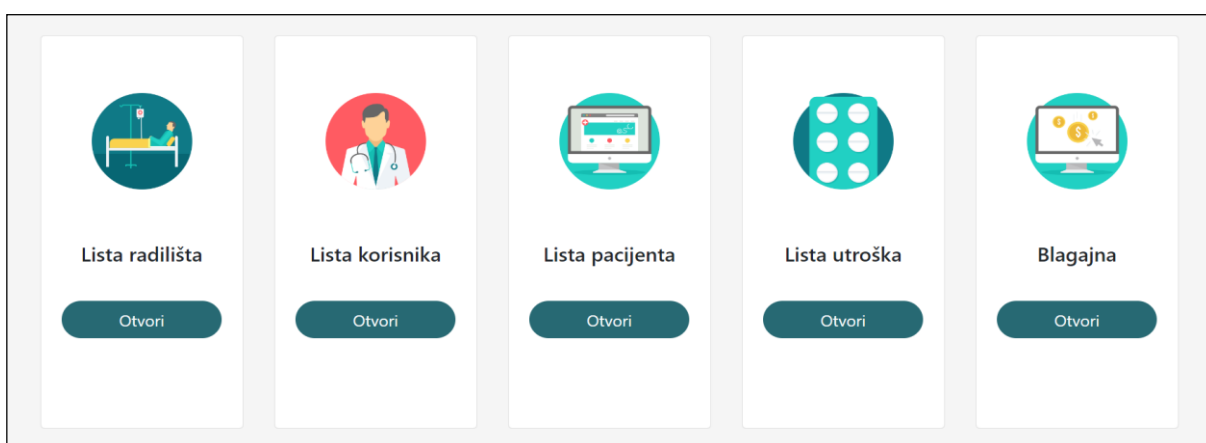 Lista radilišta
Lista korisnika
Lista pacijenta
Lista utroška
Blagajna
Otvori
Otvori
Otvori
Otvori
Otvori